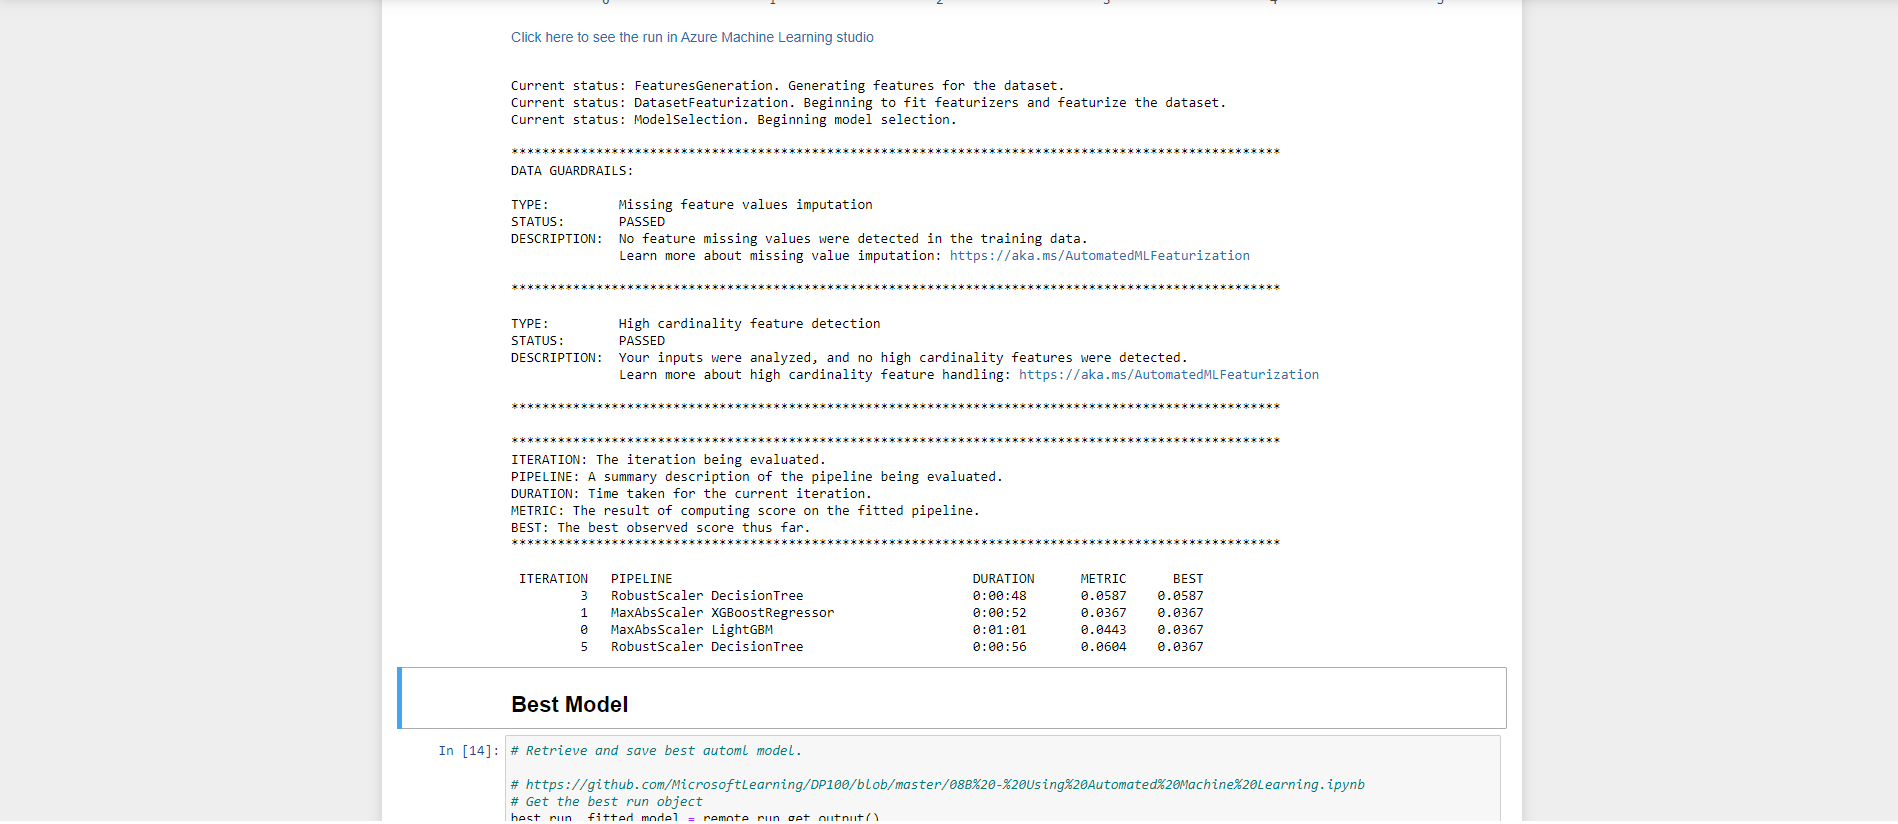 Click here to see the run in Azure Machine Learning studio
Current status: FeaturesGeneration. Generating features for the dataset.
Current status: DatasetFeaturization. Beginning to fit featurizers and featurize the dataset.
Current status: ModelSelection. Beginning model selection.
****************************************************************************************************
DATA GUARDRAILS:
TYPE:         Missing feature values imputation
STATUS:       PASSED
DESCRIPTION:  No feature missing values were detected in the training data.
Learn more about missing value imputation: https://aka.ms/AutomatedMLFeaturization
****************************************************************************************************
TYPE:         High cardinality feature detection
STATUS:       PASSED
DESCRIPTION:  Your inputs were analyzed, and no high cardinality features were detected.
Learn more about high cardinality feature handling: https://aka.ms/AutomatedMLFeaturization
****************************************************************************************************
****************************************************************************************************
ITERATION: The iteration being evaluated.
PIPELINE: A summary description of the pipeline being evaluated.
DURATION: Time taken for the current iteration.
METRIC: The result of computing score on the fitted pipeline.
BEST: The best observed score thus far.
****************************************************************************************************
ITERATION   PIPELINE                                       DURATION      METRIC      BEST
3   RobustScaler DecisionTree                      0:00:48       0.0587    0.0587
1   MaxAbsScaler XGBoostRegressor                  0:00:52       0.0367    0.0367
0   MaxAbsScaler LightGBM                          0:01:01       0.0443    0.0367
5   RobustScaler DecisionTree                      0:00:56       0.0604    0.0367
Best Model
In [14]: # Retrieve and save best automl model.
# https://github.com/MicrosoftLearning/DP100/blob/master/08B%20-%20Using%20Automated%20Machine%20Learning.ipynb
# Get the best run object
best_run, fitted_model = remote_run.get_output()